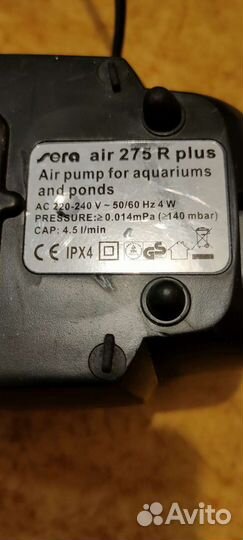 sera air 275 R plus
Air pump for aquariums
and ponds
AC 220-240 V ~ 50/60 Hz 4 W
PRESSURE:≥0.014mPa (≥140 mbar)
CAP: 4.5 l/min
CE IPX4 GS
Avito